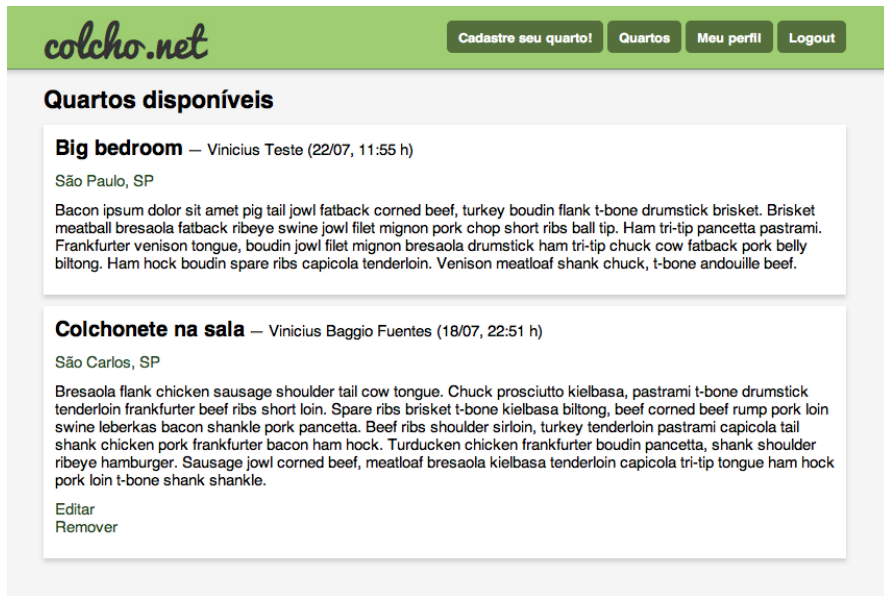 colcho.net
Cadastre seu quarto!
Quartos
Meu perfil
Logout
Quartos disponíveis
Big bedroom — Vinicius Teste (22/07, 11:55 h)
São Paulo, SP
Bacon ipsum dolor sit amet pig tail jowl fatback corned beef, turkey boudin flank t-bone drumstick brisket. Brisket
meatball bresaola fatback ribeye swine jowl filet mignon pork chop short ribs ball tip. Ham tri-tip pancetta pastrami.
Frankfurter venison tongue, boudin jowl filet mignon bresaola drumstick ham tri-tip chuck cow fatback pork belly
biltong. Ham hock boudin spare ribs capicola tenderloin. Venison meatloaf shank chuck, t-bone andouille beef.
Colchonete na sala — Vinicius Baggio Fuentes (18/07, 22:51 h)
São Carlos, SP
Bresaola flank chicken sausage shoulder tail cow tongue. Chuck prosciutto kielbasa, pastrami t-bone drumstick
tenderloin frankfurter beef ribs short loin. Spare ribs brisket t-bone kielbasa biltong, beef corned beef rump pork loin
swine leberkas bacon shankle pork pancetta. Beef ribs shoulder sirloin, turkey tenderloin pastrami capicola tail
shank chicken pork frankfurter bacon ham hock. Turducken chicken frankfurter boudin pancetta, shank shoulder
ribeye hamburger. Sausage jowl corned beef, meatloaf bresaola kielbasa tenderloin capicola tri-tip tongue ham hock
pork loin t-bone shank shankle.
Editar
Remover